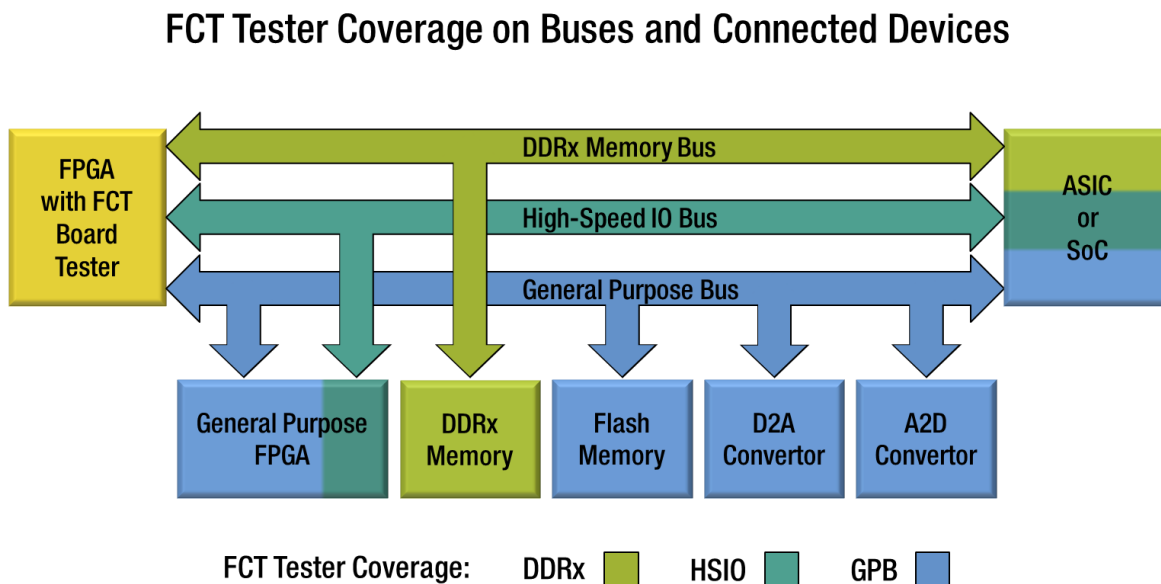 FCT Tester Coverage on Buses and Connected Devices
FPGA
with FCT
Board
Tester
DDRx Memory Bus
High-Speed IO Bus
General Purpose Bus
ASIC
or
SoC
General Purpose
FPGA
DDRx
Memory
Flash
Memory
D2A
Convertor
A2D
Convertor
FCT Tester Coverage: DDRx HSIO GPB